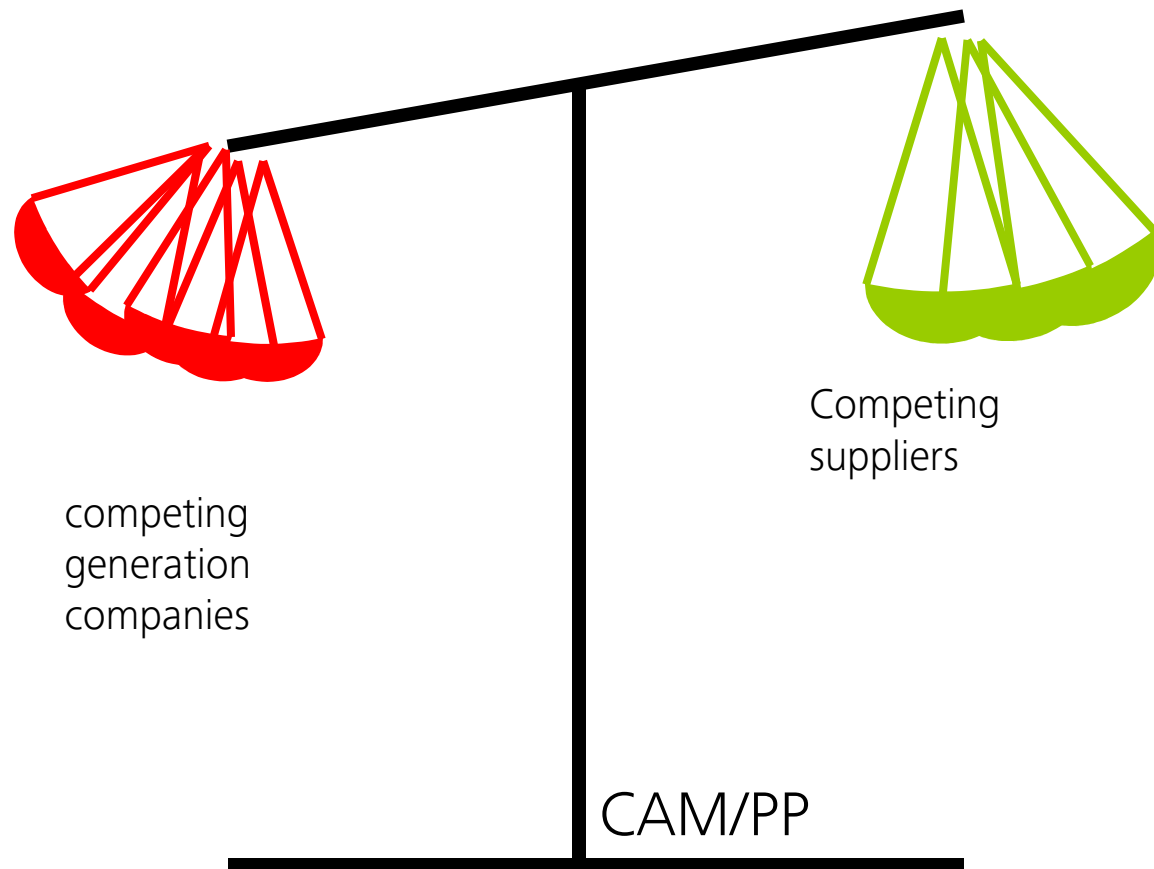 Competing
suppliers
competing
generation
companies
CAM/PP